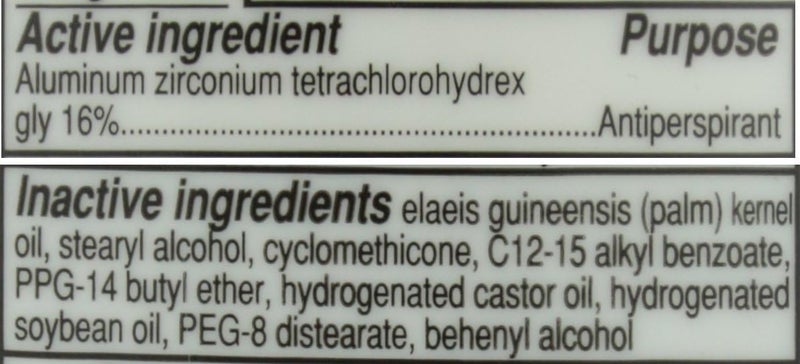 Active ingredient Purpose
Aluminum zirconium tetrachlorohydrex
gly 16%............................................................Antiperspirant
Inactive ingredients elaeis guineensis (palm) kernel
oil, stearyl alcohol, cyclomethicone, C12-15 alkyl benzoate,
PPG-14 butyl ether, hydrogenated castor oil, hydrogenated
soybean oil, PEG-8 distearate, behenyl alcohol